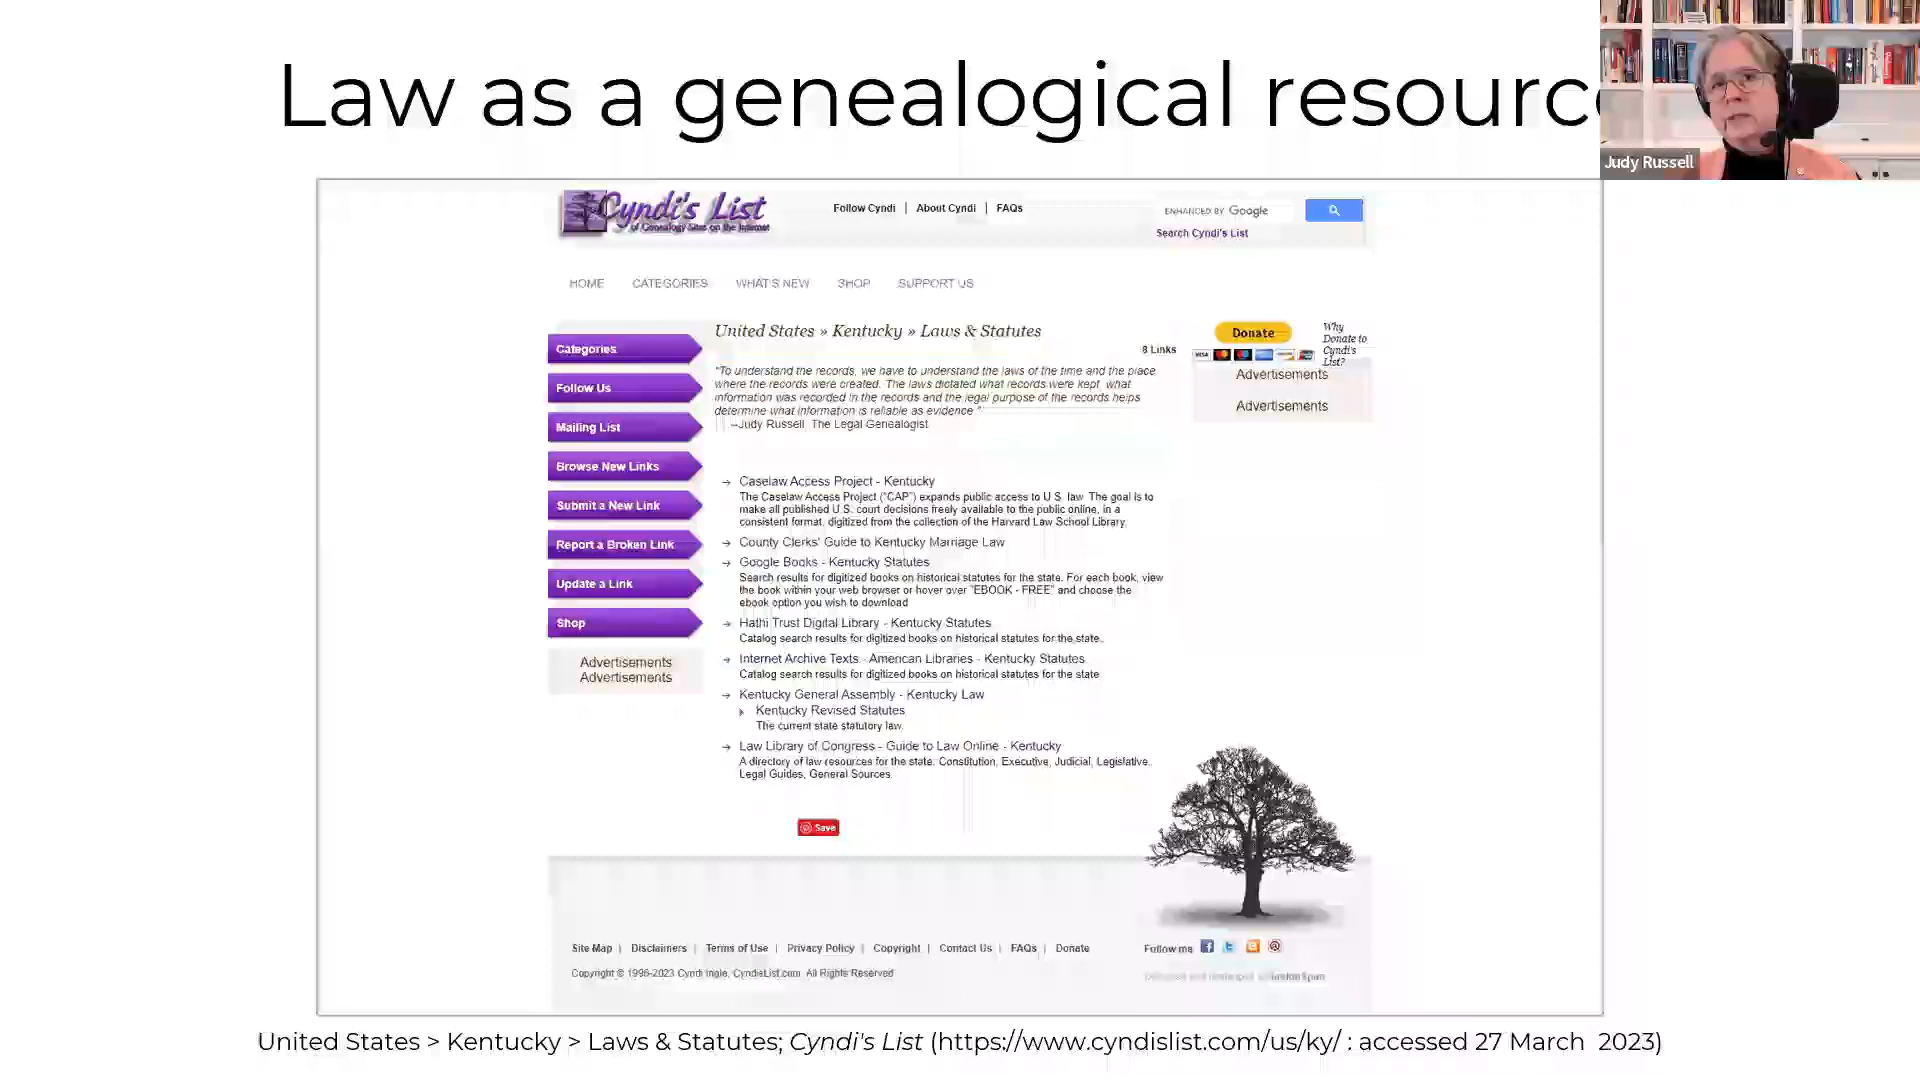 Law as a genealogical resourc
Judy Russell
Cyndi's List
of Genealogy Sites on the Internet
Follow Cyndi | About Cyndi | FAQs
ENHANCED BY Google
Search Cyndi's List
HOME CATEGORIES WHAT'S NEW SHOP SUPPORT US
Categories
Follow Us
Mailing List
Browse New Links
Submit a New Link
Report a Broken Link
Update a Link
Shop
Advertisements
Advertisements
United States » Kentucky » Laws & Statutes
8 Links
"To understand the records, we have to understand the laws of the time and the place
where the records were created. The laws dictated what records were kept, what
information was recorded in the records and the legal purpose of the records helps
determine what information is reliable as evidence."
--Judy Russell, The Legal Genealogist
Caselaw Access Project - Kentucky
The Caselaw Access Project ("CAP") expands public access to U.S. law. The goal is to
make all published U.S. court decisions freely available to the public online, in a
consistent format, digitized from the collection of the Harvard Law School Library.
County Clerks' Guide to Kentucky Marriage Law
Google Books - Kentucky Statutes
Search results for digitized books on historical statutes for the state. For each book, view
the book within your web browser or hover over "EBOOK - FREE" and choose the
ebook option you wish to download
Hathi Trust Digital Library - Kentucky Statutes
Catalog search results for digitized books on historical statutes for the state.
Internet Archive Texts - American Libraries - Kentucky Statutes
Catalog search results for digitized books on historical statutes for the state
Kentucky General Assembly - Kentucky Law
Kentucky Revised Statutes
The current state statutory law.
Law Library of Congress - Guide to Law Online - Kentucky
A directory of law resources for the state. Constitution, Executive, Judicial, Legislative.
Legal Guides, General Sources.
Save
Donate
VISA
Why
Donate to
Cyndi's
List?
Advertisements
Advertisements
Site Map | Disclaimers | Terms of Use | Privacy Policy | Copyright | Contact Us | FAQs | Donate
Copyright © 1996-2023 Cyndi Ingle, CyndisList.com. All Rights Reserved
Follow me
United States > Kentucky > Laws & Statutes; Cyndi's List (https://www.cyndislist.com/us/ky/ : accessed 27 March 2023)